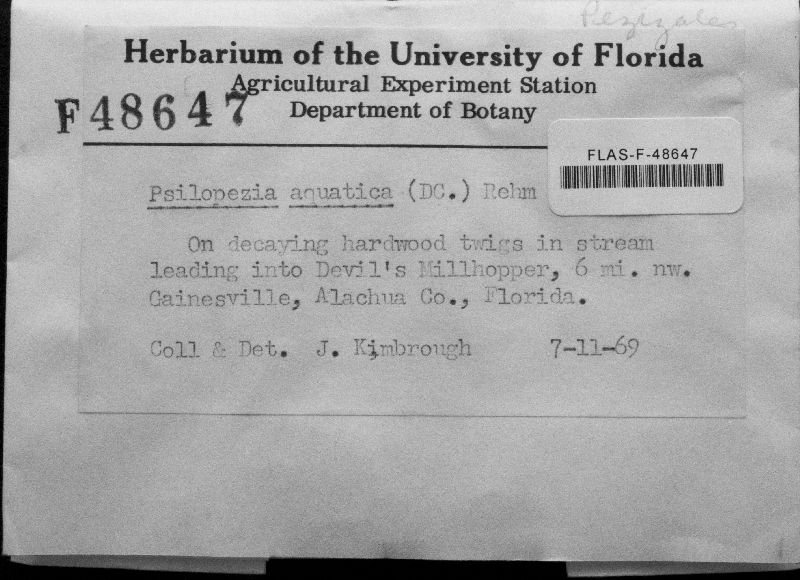 Pezizales
Herbarium of the University of Florida
Agricultural Experiment Station
F48647
Department of Botany
FLAS-F-48647
Psilopezia aquatica (DC.) Rehm
On decaying hardwood twigs in stream
leading into Devil's Millhopper, 6 mi. nw.
Gainesville, Alachua Co., Florida.
Coll & Det. J. Kimbrough 7-11-69